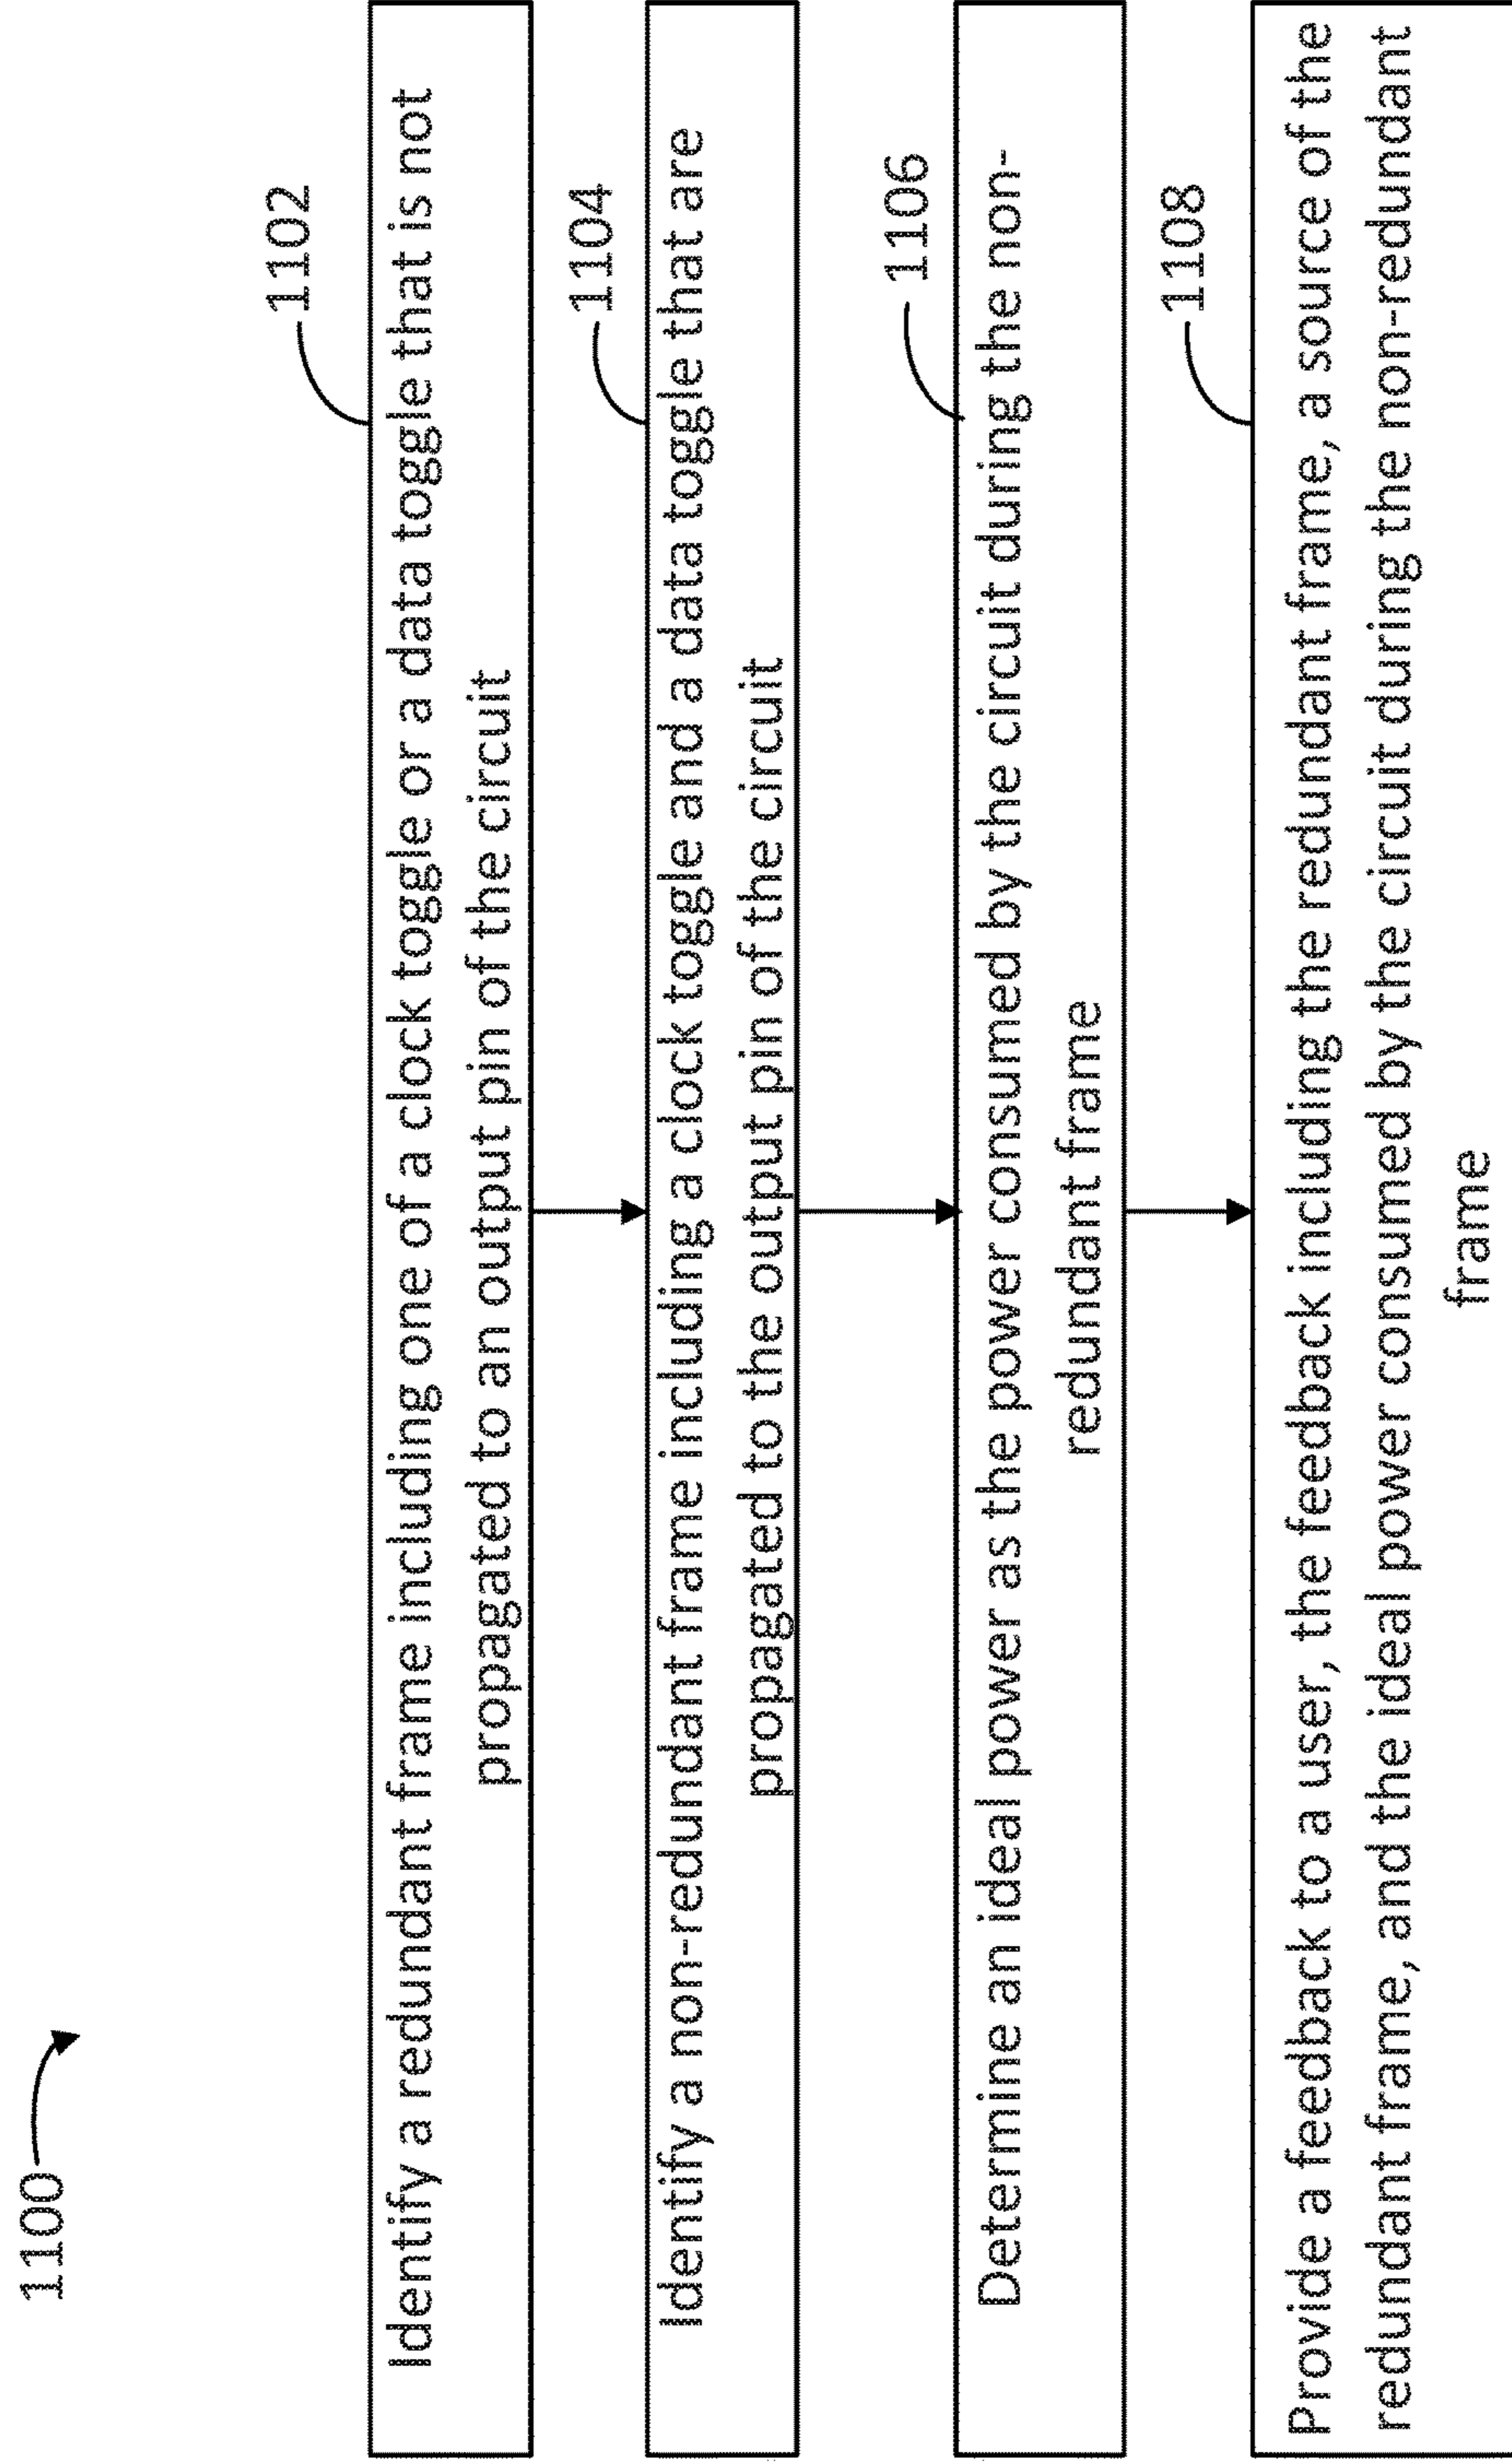 1100
1102
Identify a redundant frame including one of a clock toggle or a data toggle that is not
propagated to an output pin of the circuit
1104
Identify a non-redundant frame including a clock toggle and a data toggle that are
propagated to the output pin of the circuit
1106
Determine an ideal power as the power consumed by the circuit during the non-
redundant frame
1108
Provide a feedback to a user, the feedback including the redundant frame, a source of the
redundant frame, and the ideal power consumed by the circuit during the non-redundant
frame